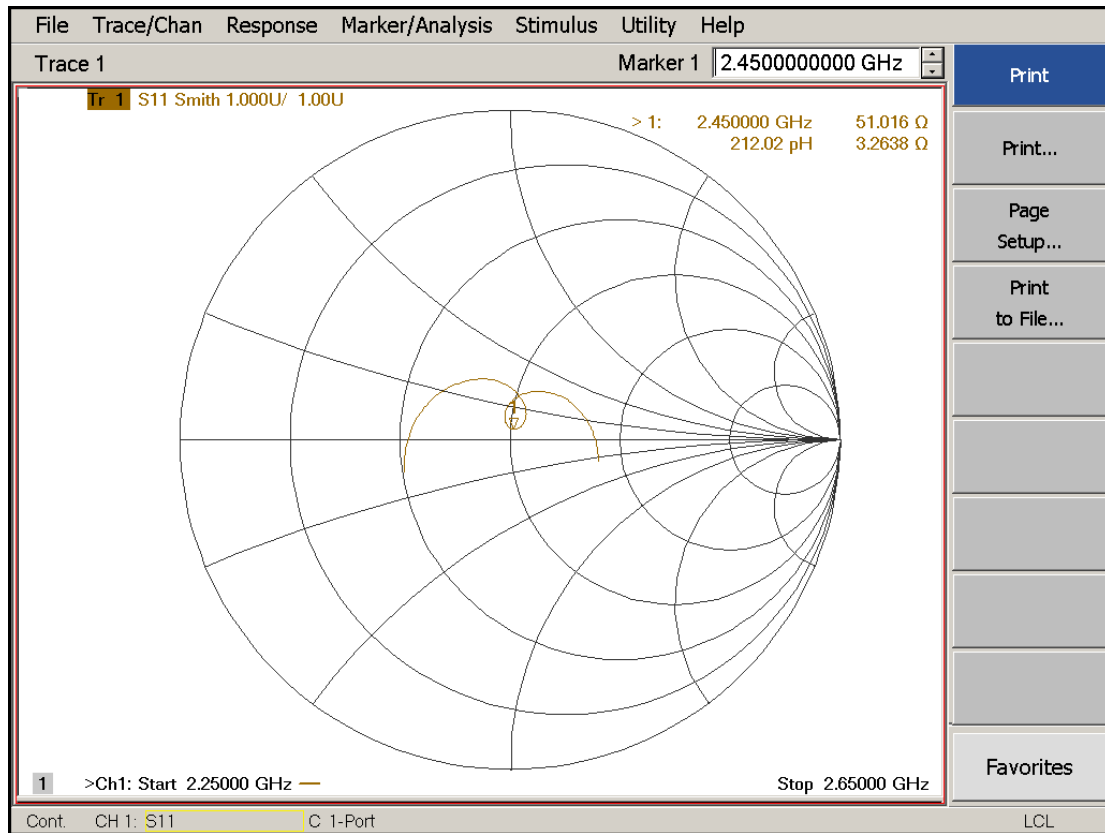 File Trace/Chan Response Marker/Analysis Stimulus Utility Help
Trace 1 Marker 1 2.4500000000 GHz
Print
Tr 1 S11 Smith 1.000U/ 1.00U
> 1: 2.450000 GHz 51.016 Ω
212.02 pH 3.2638 Ω
Print...
Page
Setup...
Print
to File...
1
1 >Ch1: Start 2.25000 GHz Stop 2.65000 GHz
Favorites
Cont. CH 1: S11 C 1-Port LCL